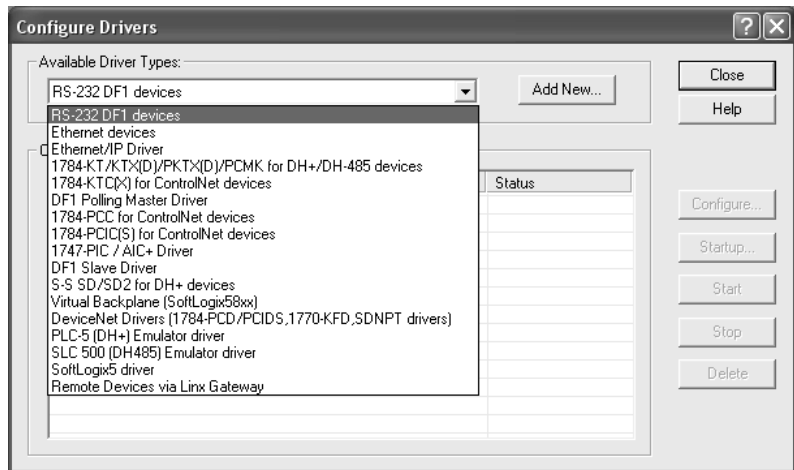 Configure Drivers
Available Driver Types:
RS-232 DF1 devices
Add New...
Close
Help
RS-232 DF1 devices
Ethernet devices
Ethernet/IP Driver
1784-KT/KTX(D)/PKTX(D)/PCMK for DH+/DH-485 devices
1784-KTC(X) for ControlNet devices
DF1 Polling Master Driver
1784-PCC for ControlNet devices
1784-PCIC(S) for ControlNet devices
1747-PIC / AIC+ Driver
DF1 Slave Driver
S-S SD/SD2 for DH+ devices
Virtual Backplane (SoftLogix58xx)
DeviceNet Drivers (1784-PCD/PCIDS,1770-KFD,SDNPT drivers)
PLC-5 (DH+) Emulator driver
SLC 500 (DH485) Emulator driver
SoftLogix5 driver
Remote Devices via Linx Gateway
Status
Configure...
Startup...
Start
Stop
Delete